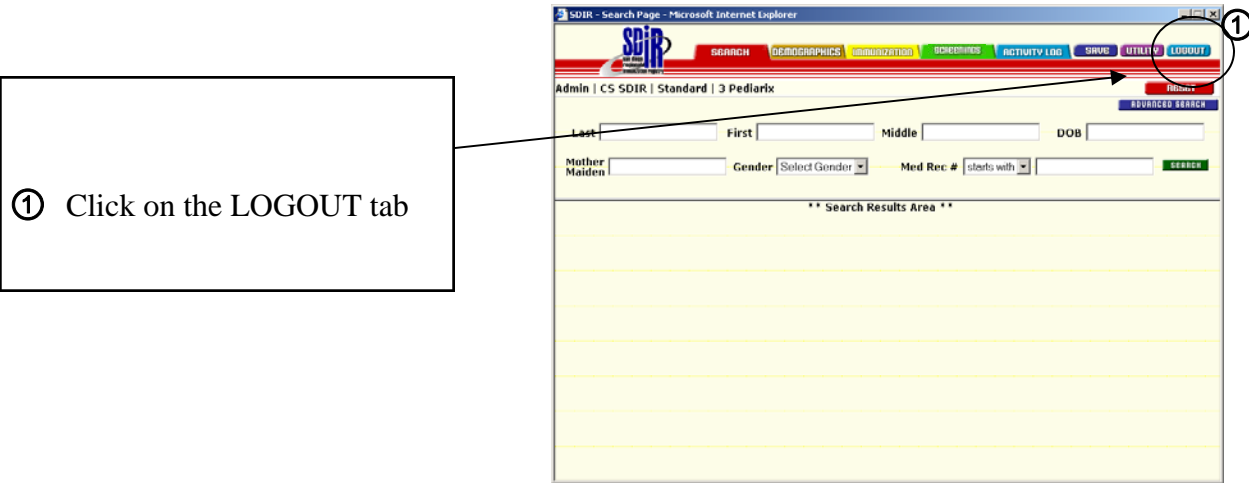 SDIR - Search Page - Microsoft Internet Explorer
①
SDIR
SEARCH DEMOGRAPHICS IMMUNIZATION SCREENINGS ACTIVITY LOG SAVE UTILITY LOGOUT
Admin | CS SDIR | Standard | 3 Pediarix
ADVANCED SEARCH
Last First Middle DOB
Mother Maiden Gender Select Gender Med Rec # starts with SEARCH
** Search Results Area **
① Click on the LOGOUT tab